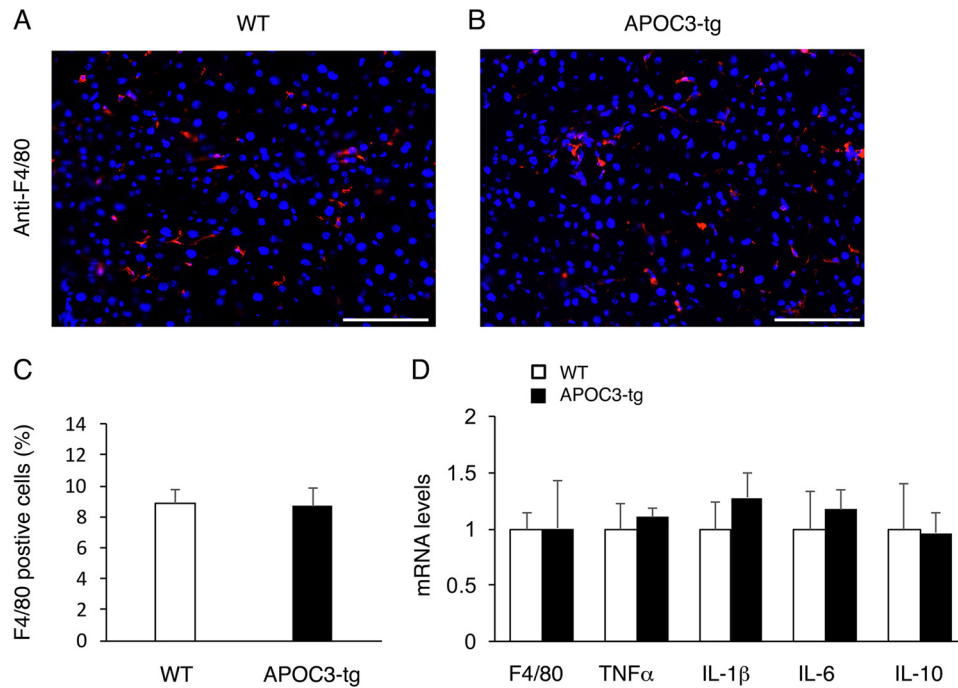 A
WT
B
APOC3-tg
Anti-F4/80
C
F4/80 postive cells (%)
14
12
10
8
6
4
2
0
WT
APOC3-tg
D
WT
APOC3-tg
mRNA levels
2
1.5
1
0.5
0
F4/80
TNFα
IL-1β
IL-6
IL-10